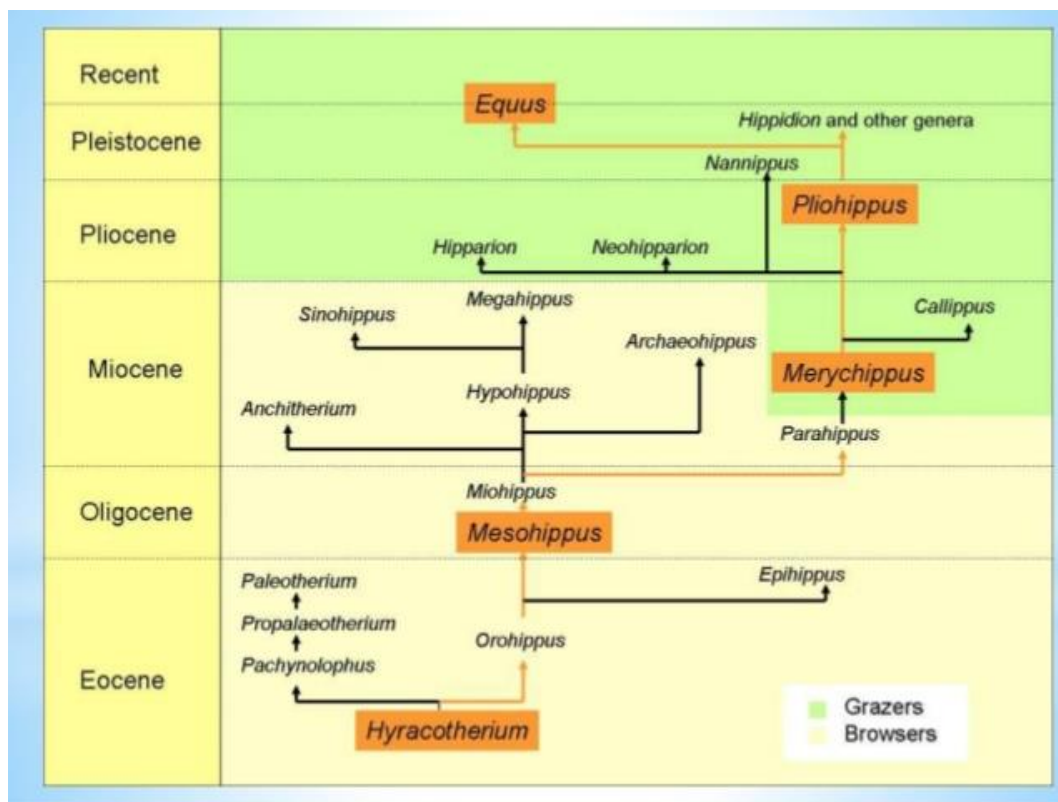 Recent
Equus
Hippidion and other genera
Pleistocene
Nannippus
Pliohippus
Pliocene
Hipparion
Neohipparion
Megahippus
Sinohippus
Callippus
Archaeohippus
Miocene
Merychippus
Hypohippus
Anchitherium
Parahippus
Miohippus
Oligocene
Mesohippus
Epihippus
Paleotherium
Propalaeotherium
Orohippus
Pachynolophus
Eocene
Hyracotherium
Grazers
Browsers